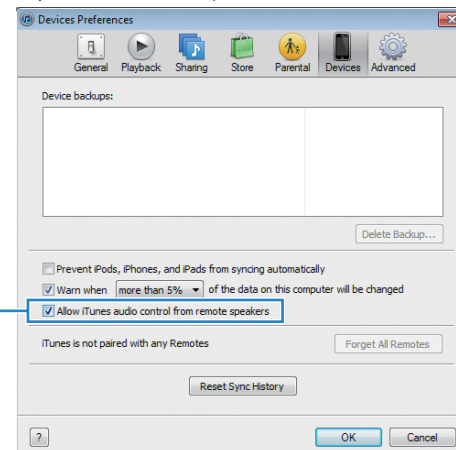 Devices Preferences
General Playback Sharing Store Parental Devices Advanced
Device backups:
Delete Backup...
Prevent iPods, iPhones, and iPads from syncing automatically
Warn when more than 5% of the data on this computer will be changed
Allow iTunes audio control from remote speakers
iTunes is not paired with any Remotes Forget All Remotes
Reset Sync History
? OK Cancel